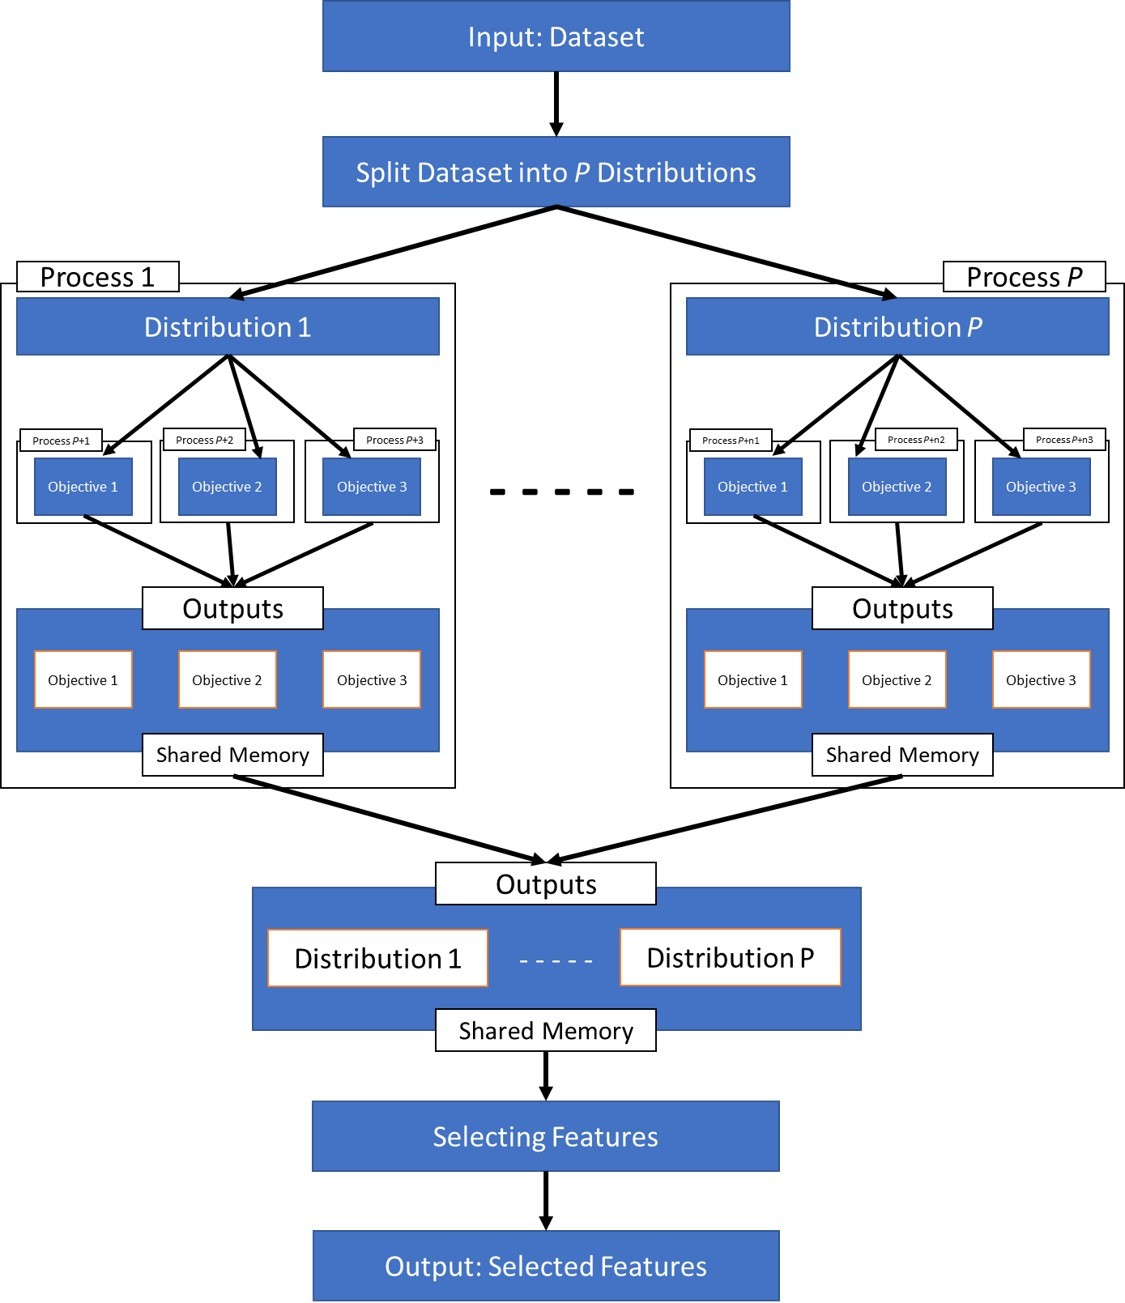 Input: Dataset
Split Dataset into P Distributions
Process 1
Distribution 1
Process P+1
Process P+2
Process P+3
Objective 1
Objective 2
Objective 3
Outputs
Objective 1
Objective 2
Objective 3
Shared Memory
Process P
Distribution P
Process P+n1
Process P+n2
Process P+n3
Objective 1
Objective 2
Objective 3
Outputs
Objective 1
Objective 2
Objective 3
Shared Memory
Outputs
Distribution 1
Distribution P
Shared Memory
Selecting Features
Output: Selected Features